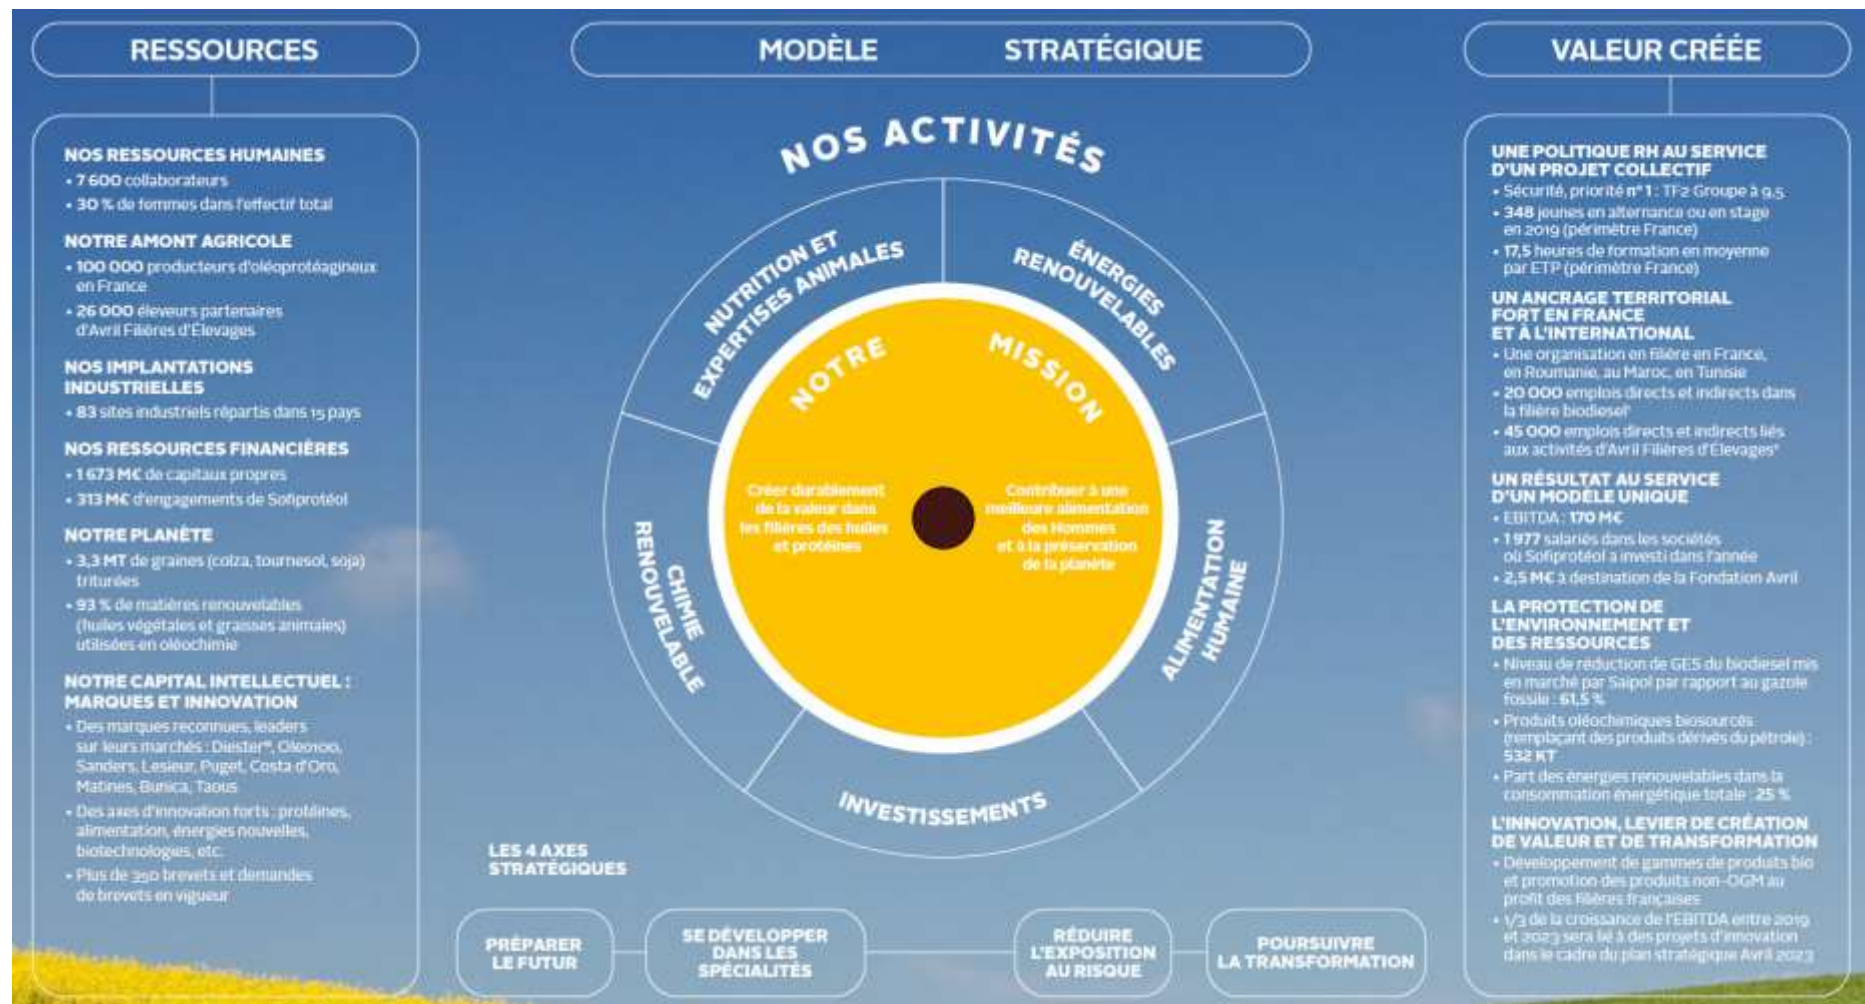 RESSOURCES
NOS RESSOURCES HUMAINES
• 7 600 collaborateurs
• 30 % de femmes dans l'effectif total
NOTRE AMONT AGRICOLE
• 100 000 producteurs d'oléoprotéagineux
en France
• 26 000 éleveurs partenaires
d'Avril Filières d'Élevages
NOS IMPLANTATIONS
INDUSTRIELLES
• 83 sites industriels répartis dans 15 pays
NOS RESSOURCES FINANCIÈRES
• 1 673 M€ de capitaux propres
• 313 M€ d'engagements de Sofiprotéol
NOTRE PLANÈTE
• 3,3 MT de graines (colza, tournesol, soja)
triturées
• 93 % de matières renouvelables
(huiles végétales et graisses animales)
utilisées en oléochimie
NOTRE CAPITAL INTELLECTUEL :
MARQUES ET INNOVATION
• Des marques reconnues, leaders
sur leurs marchés : Diester®, Oleo100,
Sanders, Lesieur, Puget, Costa d'Oro,
Matines, Bunica, Taous
• Des axes d'innovation forts : protéines,
alimentation, énergies nouvelles,
biotechnologies, etc.
• Plus de 350 brevets et demandes
de brevets en vigueur
MODÈLE STRATÉGIQUE
NOS ACTIVITÉS
NUTRITION ET
EXPERTISES ANIMALES
ÉNERGIES
RENOUVELABLES
ALIMENTATION
HUMAINE
INVESTISSEMENTS
CHIMIE
RENOUVELABLE
NOTRE MISSION
Créer durablement
de la valeur dans
les filières des huiles
et protéines
Contribuer à une
meilleure alimentation
des Hommes
et à la préservation
de la planète
LES 4 AXES
STRATÉGIQUES
PRÉPARER
LE FUTUR
SE DÉVELOPPER
DANS LES
SPÉCIALITÉS
RÉDUIRE
L'EXPOSITION
AU RISQUE
POURSUIVRE
LA TRANSFORMATION
VALEUR CRÉÉE
UNE POLITIQUE RH AU SERVICE
D'UN PROJET COLLECTIF
• Sécurité, priorité n° 1 : TF2 Groupe à 9,5
• 348 jeunes en alternance ou en stage
en 2019 (périmètre France)
• 17,5 heures de formation en moyenne
par ETP (périmètre France)
UN ANCRAGE TERRITORIAL
FORT EN FRANCE
ET À L'INTERNATIONAL
• Une organisation en filière en France,
en Roumanie, au Maroc, en Tunisie
• 20 000 emplois directs et indirects dans
la filière biodiesel*
• 45 000 emplois directs et indirects liés
aux activités d'Avril Filières d'Élevages*
UN RÉSULTAT AU SERVICE
D'UN MODÈLE UNIQUE
• EBITDA : 170 M€
• 1 977 salariés dans les sociétés
où Sofiprotéol a investi dans l'année
• 2,5 M€ à destination de la Fondation Avril
LA PROTECTION DE
L'ENVIRONNEMENT ET
DES RESSOURCES
• Niveau de réduction de GES du biodiesel mis
en marché par Saipol par rapport au gazole
fossile : 61,5 %
• Produits oléochimiques biosourcés
(remplaçant des produits dérivés du pétrole) :
532 KT
• Part des énergies renouvelables dans la
consommation énergétique totale : 25 %
L'INNOVATION, LEVIER DE CRÉATION
DE VALEUR ET DE TRANSFORMATION
• Développement de gammes de produits bio
et promotion des produits non-OGM au
profit des filières françaises
• 1/3 de la croissance de l'EBITDA entre 2019
et 2023 sera lié à des projets d'innovation
dans le cadre du plan stratégique Avril 2023